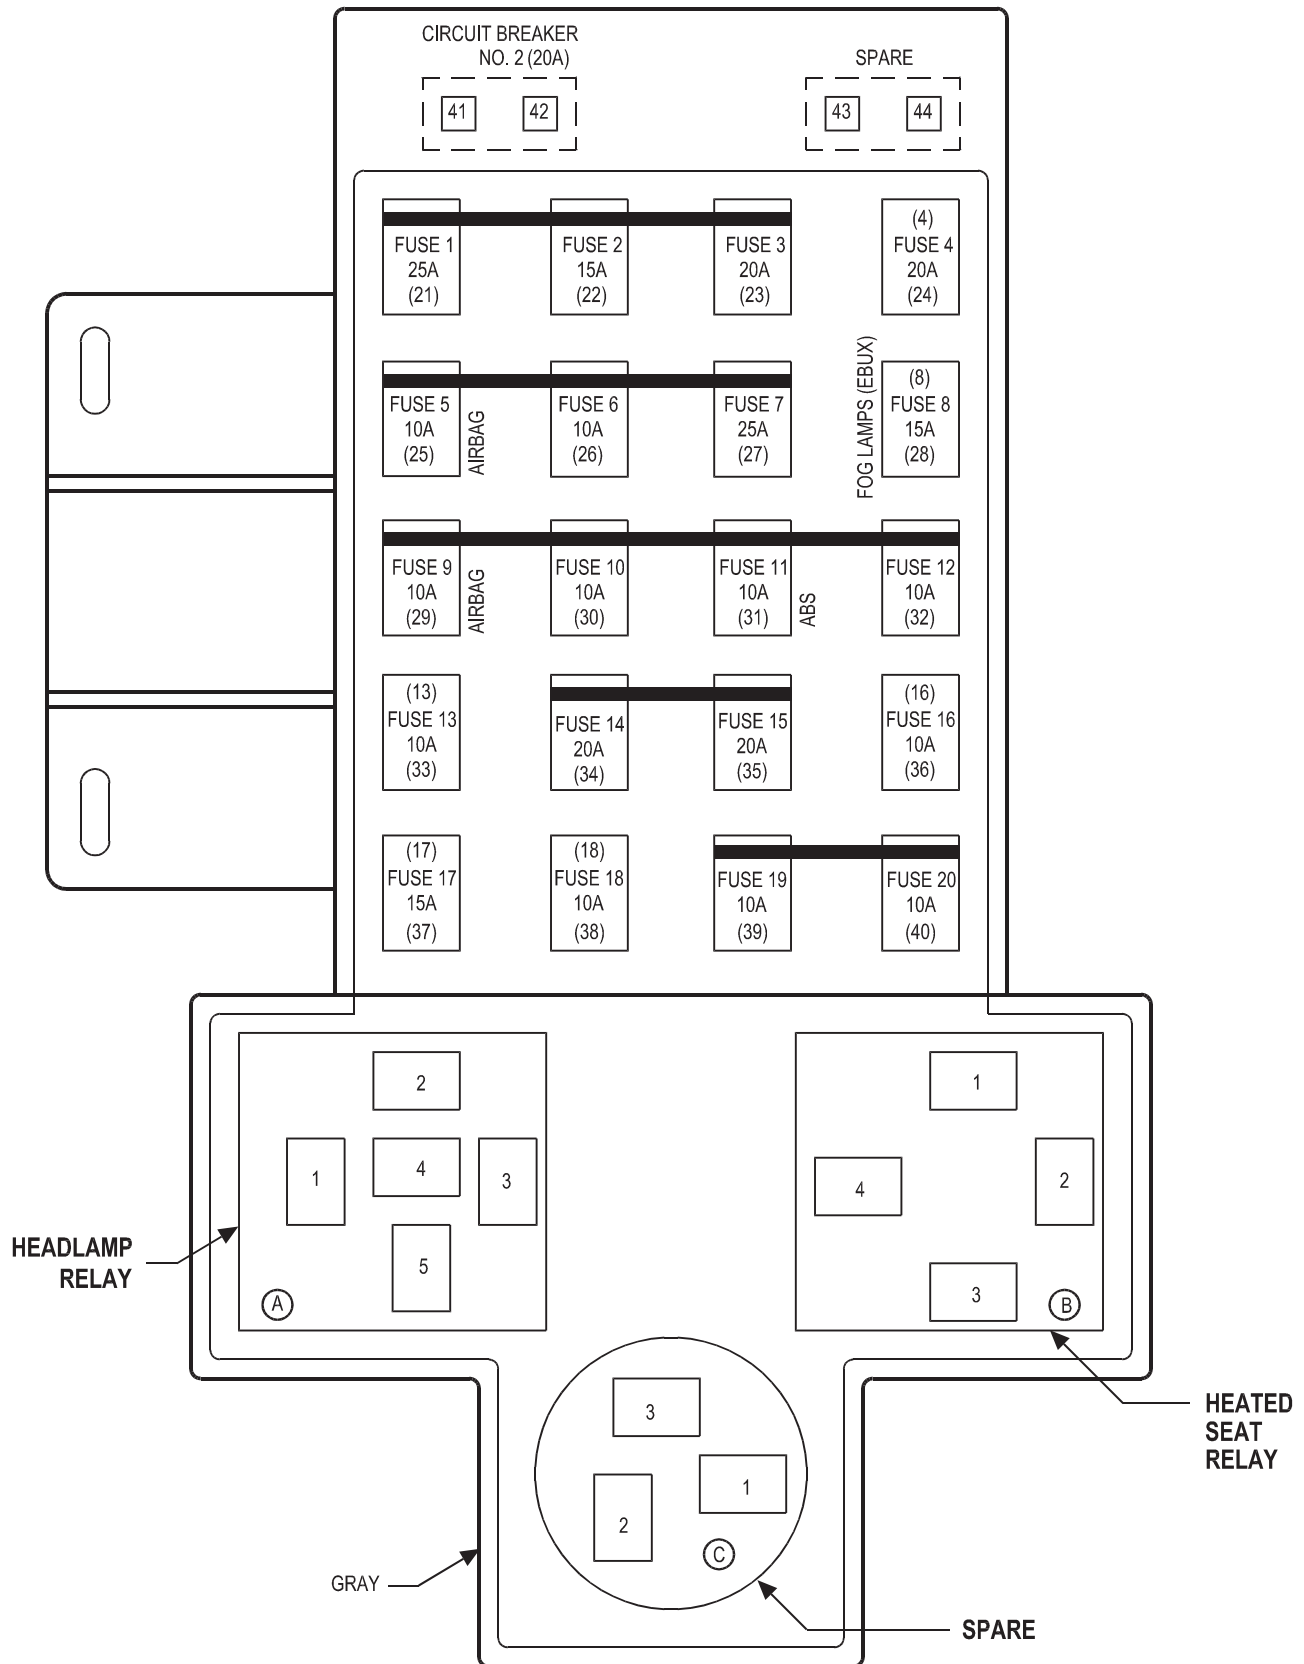 CIRCUIT BREAKER
NO. 2 (20A)
SPARE
41
42
43
44
FUSE 1
25A
(21)
FUSE 2
15A
(22)
FUSE 3
20A
(23)
(4)
FUSE 4
20A
(24)
FUSE 5
10A
(25)
AIRBAG
FUSE 6
10A
(26)
FUSE 7
25A
(27)
FOG LAMPS (EBUX)
(8)
FUSE 8
15A
(28)
FUSE 9
10A
(29)
AIRBAG
FUSE 10
10A
(30)
FUSE 11
10A
(31)
ABS
FUSE 12
10A
(32)
(13)
FUSE 13
10A
(33)
FUSE 14
20A
(34)
FUSE 15
20A
(35)
(16)
FUSE 16
10A
(36)
(17)
FUSE 17
15A
(37)
(18)
FUSE 18
10A
(38)
FUSE 19
10A
(39)
FUSE 20
10A
(40)
2
1
4
3
5
A
HEADLAMP
RELAY
1
4
2
3
B
HEATED
SEAT
RELAY
3
1
2
C
GRAY
SPARE